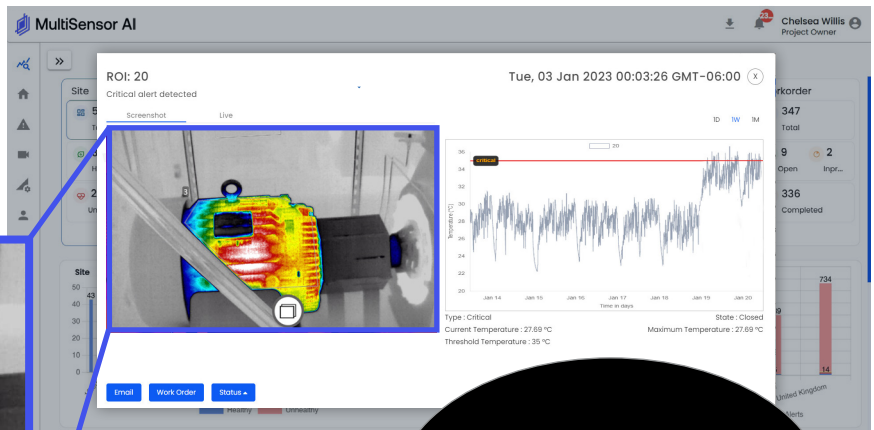 MultiSensor AI
23...
Chelsea Willis
Project Owner
ROI: 20
Critical alert detected
Tue, 03 Jan 2023 00:03:26 GMT-06:00
X
Screenshot
Live
1D
1W
1M
3
20
critical
36
34
32
30
28
26
24
22
20
Temperature(°C)
Jan 14
Jan 15
Jan 16
Jan 17
Jan 18
Jan 19
Jan 20
Time in days
Type : Critical
State : Closed
Current Temperature : 27.69 °C
Maximum Temperature : 27.69 °C
Threshold Temperature : 35 °C
Email
Work Order
Status
Site
5
2
Un
rkorder
347
Total
9
Open
2
Inpr...
336
Completed
Site
50
43
40
30
20
10
0
Healthy
Unhealthy
734
14
United Kingdom
Alerts